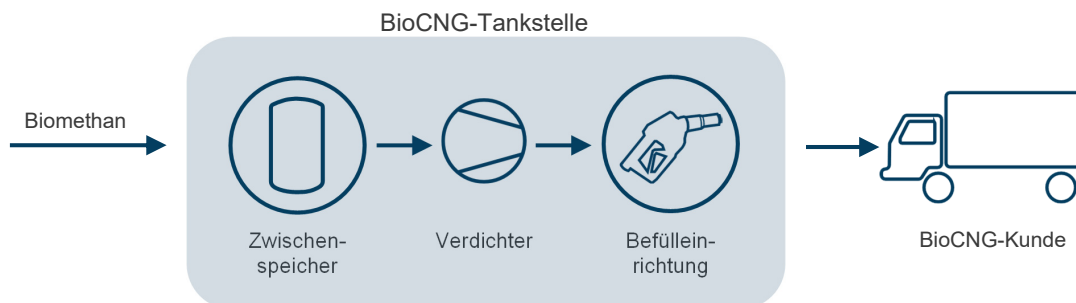 BioCNG-Tankstelle
Biomethan
Zwischen-
speicher
Verdichter
Befüllein-
richtung
BioCNG-Kunde